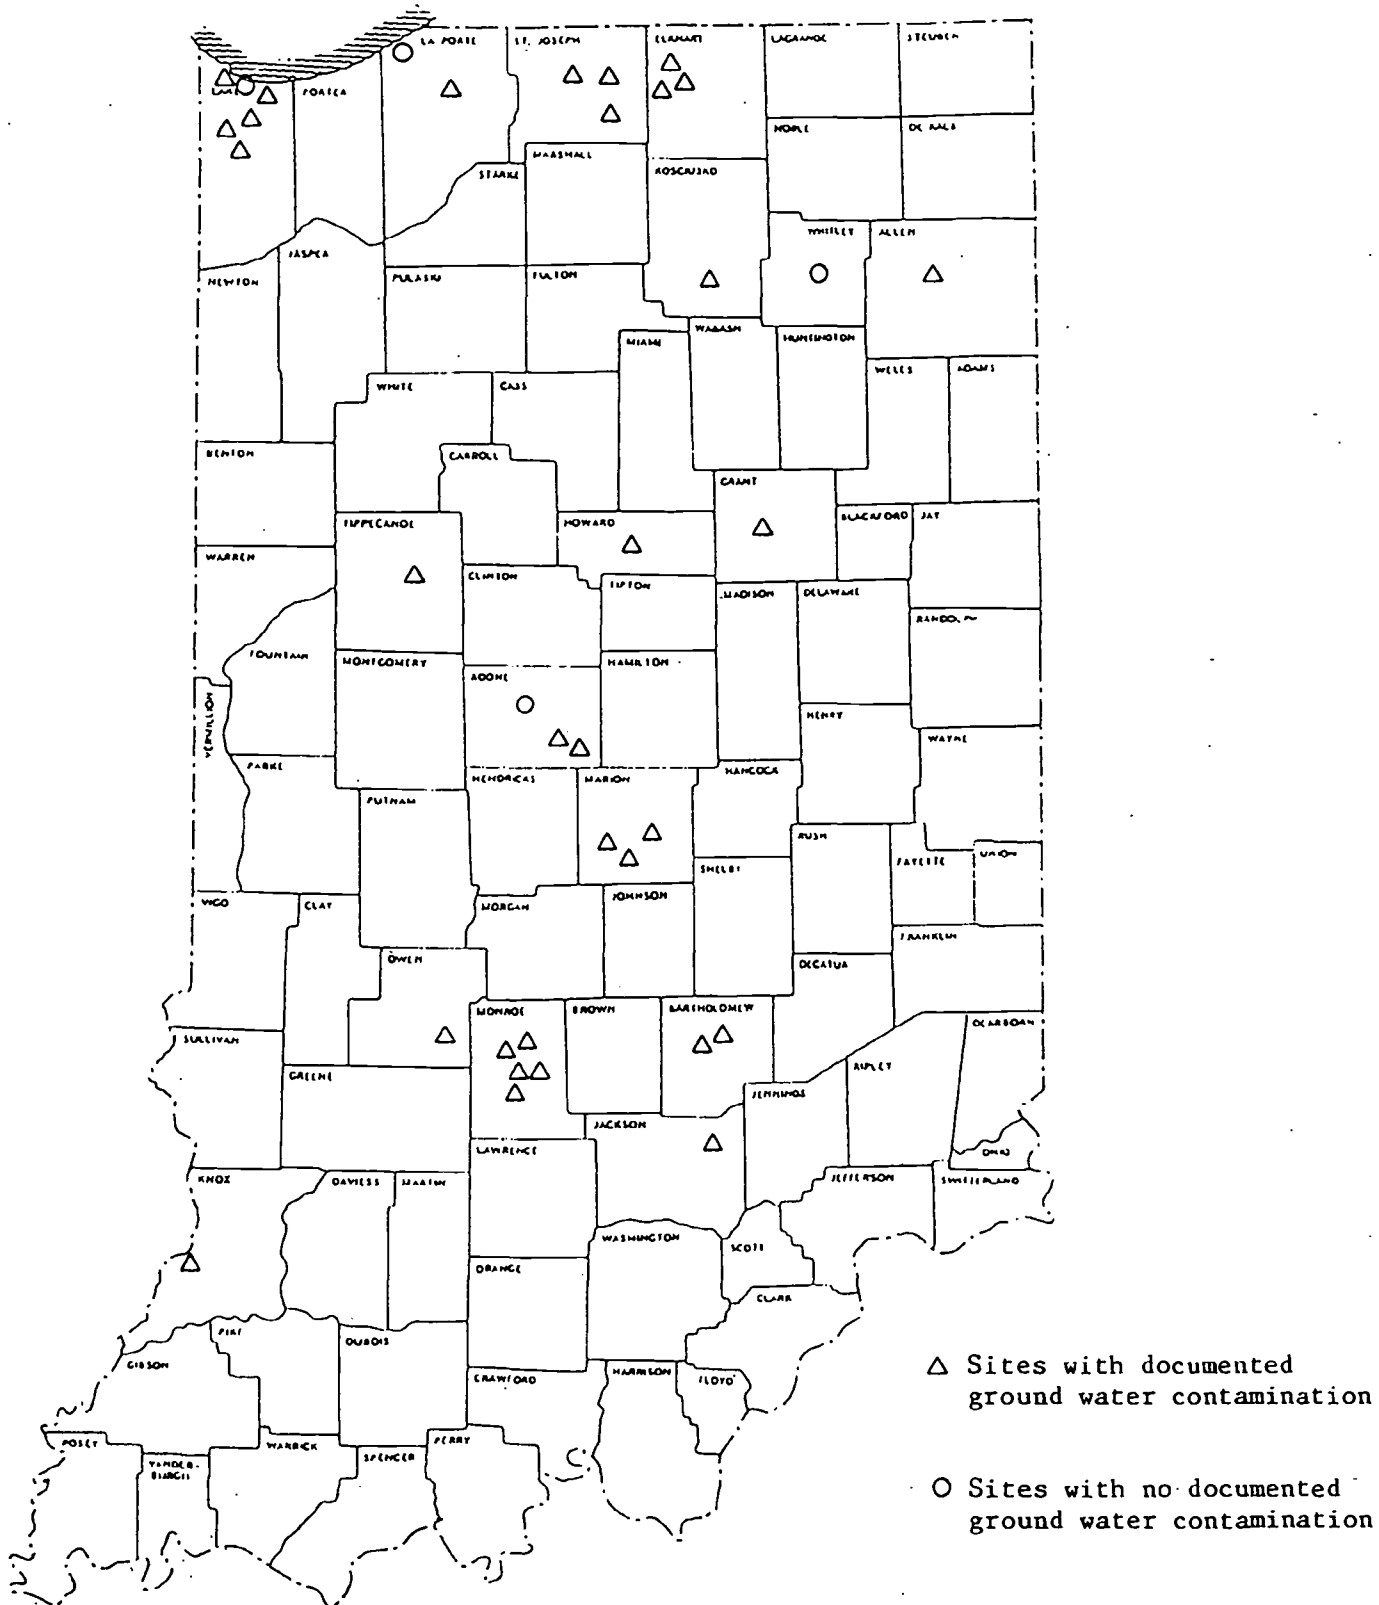 LA PORTE
ST. JOSEPH
ELKHART
LAGRANGE
STEUBEN
LAKE
PORTER
NOBLE
DE KALB
MARSHALL
STARKE
KOSCIUSKO
WHITLEY
ALLEN
NEWTON
JASPER
PULASKI
FULTON
MIAMI
WABASH
HUNTINGTON
WHITE
CASS
WELLS
ADAMS
BENTON
CARROLL
GRANT
TIPPECANOE
HOWARD
BLACKFORD
JAY
WARREN
CLINTON
TIPTON
MADISON
DELAWARE
RANDOLPH
FOUNTAIN
MONTGOMERY
BOONE
HAMILTON
VERMILLION
HENRY
WAYNE
PARKE
PUTNAM
HENDRICKS
MARION
HANCOCK
RUSH
FAYETTE
UNION
SHELBY
VIGO
CLAY
MORGAN
JOHNSON
FRANKLIN
OWEN
DECATUR
MONROE
BROWN
BARTHOLOMEW
DEARBORN
SULLIVAN
GREENE
RIPLEY
JENNINGS
JACKSON
LAWRENCE
OHIO
KNOX
DAVIESS
MARTIN
JEFFERSON
SWITZERLAND
WASHINGTON
SCOTT
ORANGE
CLARK
PIKE
DUBOIS
GIBSON
CRAWFORD
HARRISON
FLOYD
POSEY
VANDER-
BURGH
WARRICK
SPENCER
PERRY
Sites with documented
ground water contamination
Sites with no documented
ground water contamination